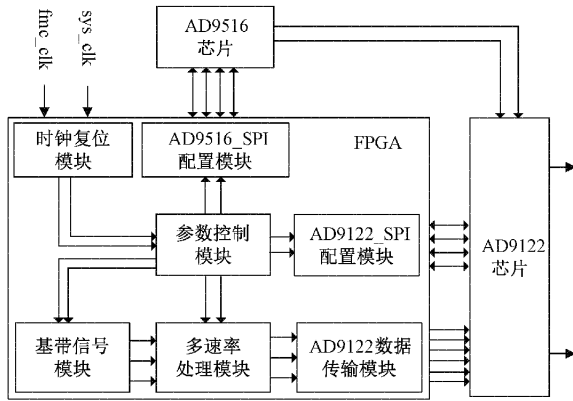 fmc_clk
sys_clk
AD9516
芯片
时钟复位
模块
AD9516_SPI
配置模块
FPGA
参数控制
模块
AD9122_SPI
配置模块
AD9122
芯片
基带信号
模块
多速率
处理模块
AD9122数据
传输模块